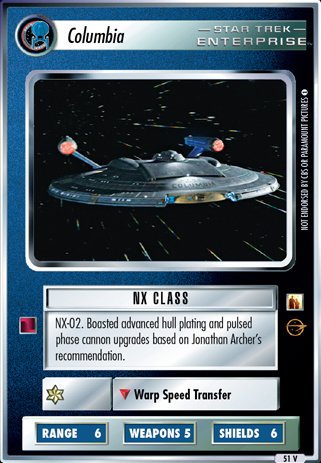 Columbia
STAR TREK
ENTERPRISE
NOT ENDORSED BY CBS OR PARAMOUNT PICTURES
COLUMBIA
NX CLASS
NX-02. Boasted advanced hull plating and pulsed
phase cannon upgrades based on Jonathan Archer's
recommendation.
Warp Speed Transfer
RANGE 6 WEAPONS 5 SHIELDS 6
51 V